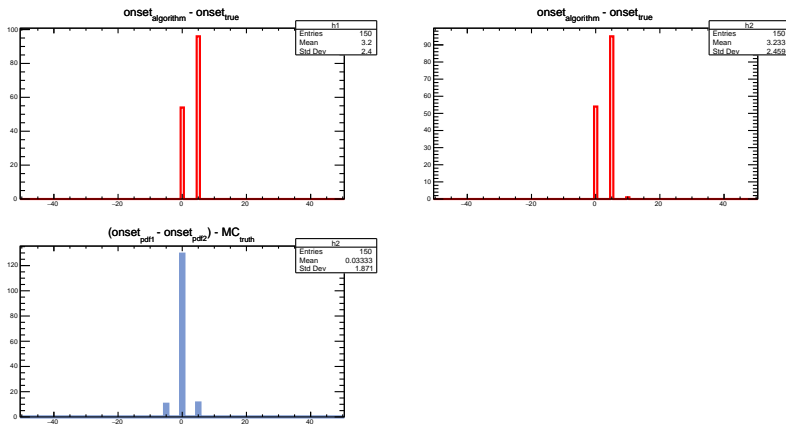 onset_algorithm - onset_true
h1
Entries 150
Mean 3.2
Std Dev 2.4
100
80
60
40
20
0
−40 −20 0 20 40
onset_algorithm - onset_true
h2
Entries 150
Mean 3.233
Std Dev 2.459
90
80
70
60
50
40
30
20
10
0
−40 −20 0 20 40
(onset_pdf1 - onset_pdf2) - MC_truth
h2
Entries 150
Mean 0.03333
Std Dev 1.871
120
100
80
60
40
20
0
−40 −20 0 20 40